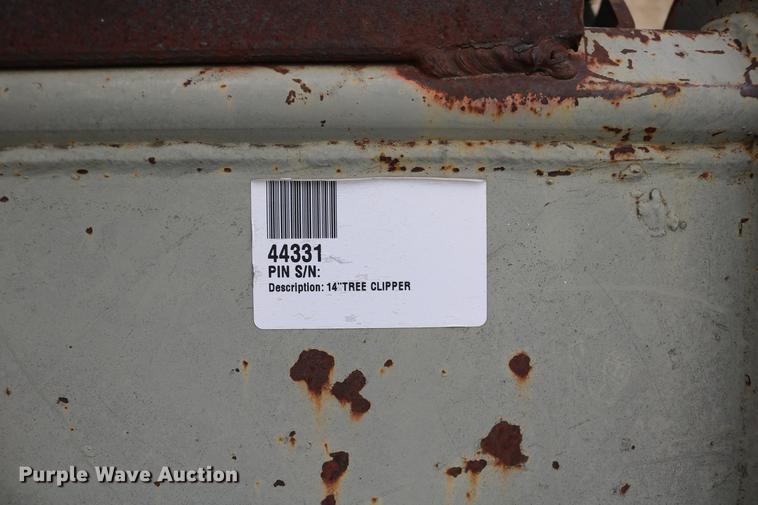 44331
PIN S/N:
Description: 14"TREE CLIPPER
Purple Wave Auction